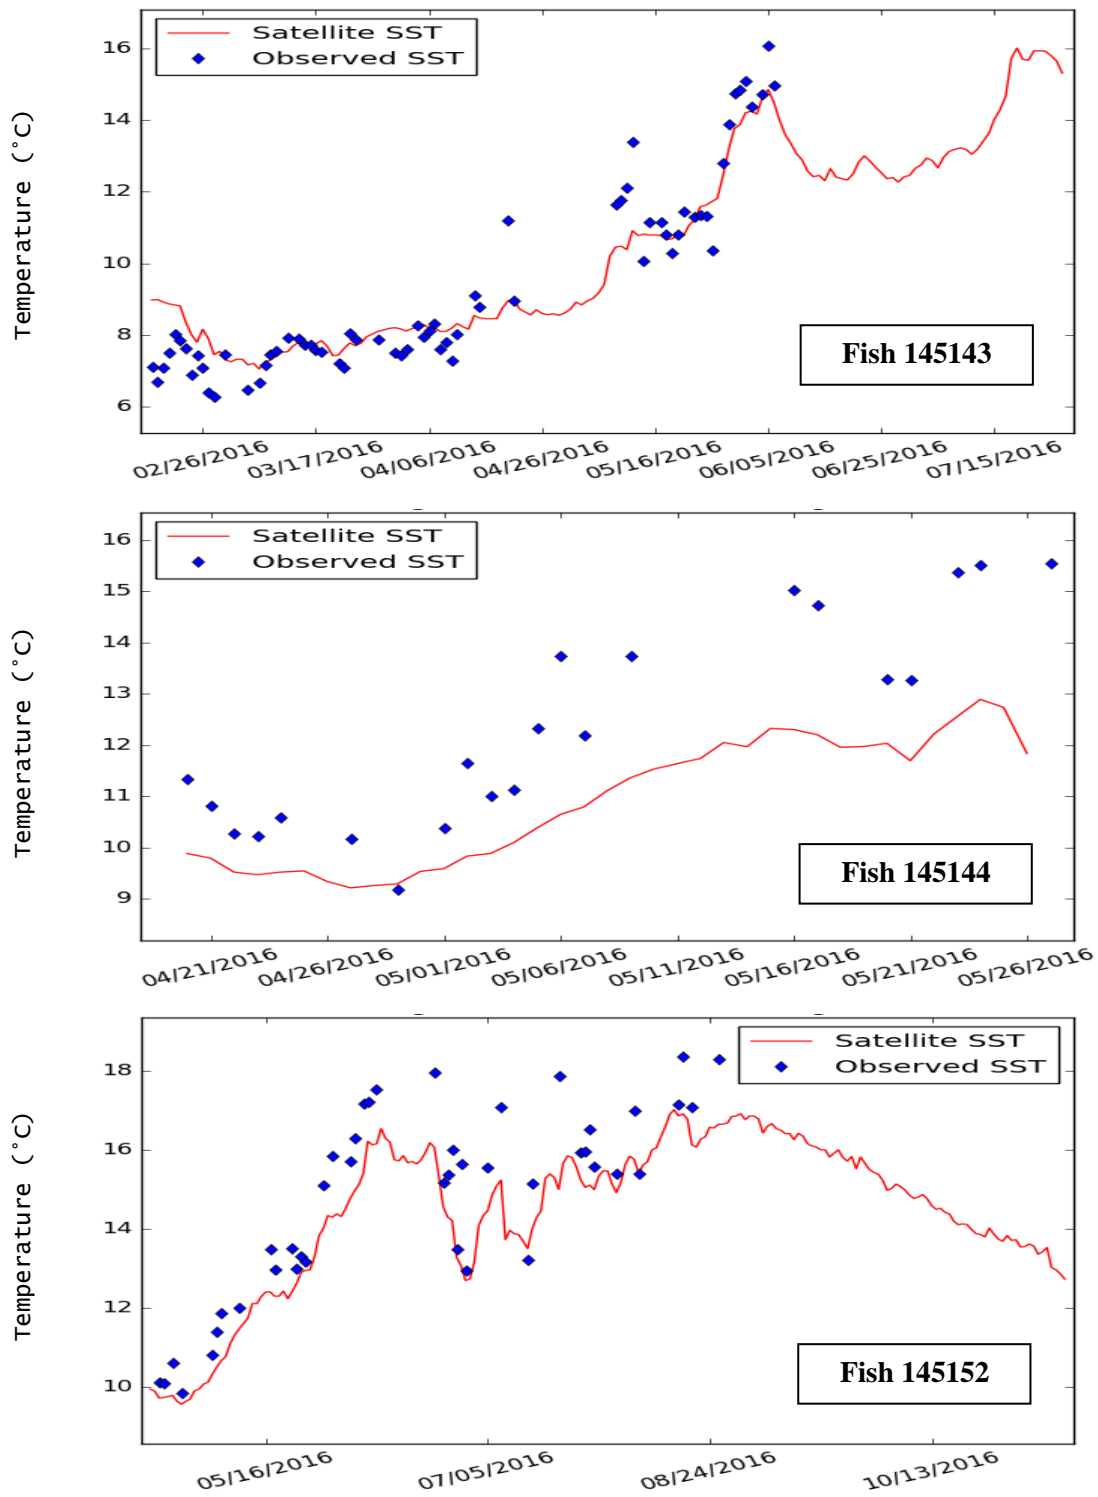 Satellite SST
Observed SST
Temperature (°C)
16
14
12
10
8
6
Fish 145143
02/26/2016 03/17/2016 04/06/2016 04/26/2016 05/16/2016 06/05/2016 06/25/2016 07/15/2016
Satellite SST
Observed SST
Temperature (°C)
16
15
14
13
12
11
10
9
Fish 145144
04/21/2016 04/26/2016 05/01/2016 05/06/2016 05/11/2016 05/16/2016 05/21/2016 05/26/2016
Satellite SST
Observed SST
Temperature (°C)
18
16
14
12
10
Fish 145152
05/16/2016 07/05/2016 08/24/2016 10/13/2016